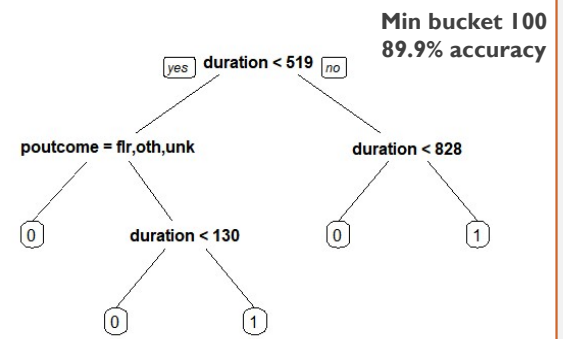 Min bucket 100
89.9% accuracy
yes duration < 519 no
poutcome = flr,oth,unk duration < 828
0 duration < 130 0 1
0 1